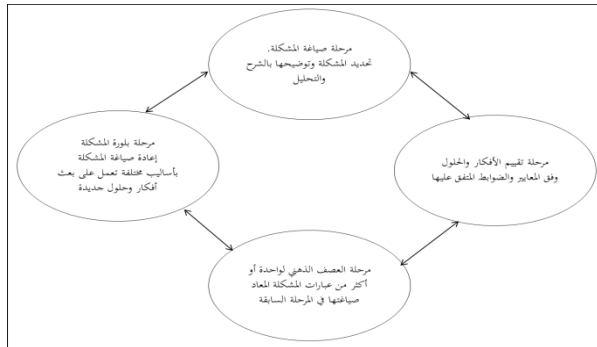 مرحلة صياغة المشكلة.
تحديد المشكلة وتوضيحها بالشرح
والتحليل
مرحلة بلورة المشكلة
إعادة صياغة المشكلة
بأساليب مختلفة تعمل على بعث
أفكار وحلول جديدة
مرحلة تقييم الأفكار والحلول
وفق المعايير والضوابط المتفق عليها
مرحلة العصف الذهني لواحدة أو
أكثر من عبارات المشكلة المعاد
صياغتها في المرحلة السابقة